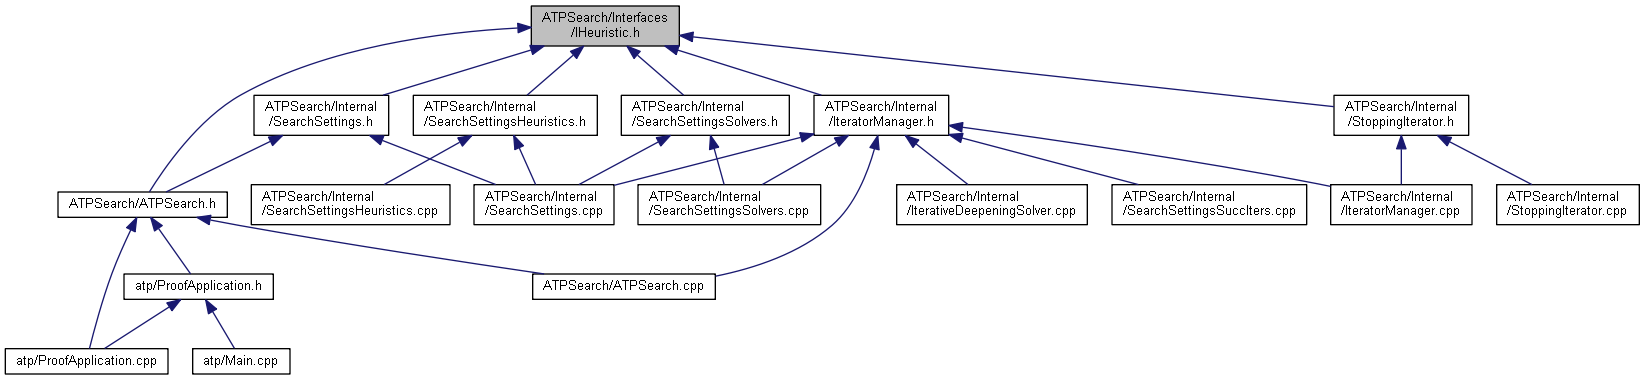 ATPSearch/Interfaces
/IHeuristic.h
ATPSearch/Internal
/SearchSettings.h
ATPSearch/Internal
/SearchSettingsHeuristics.h
ATPSearch/Internal
/SearchSettingsSolvers.h
ATPSearch/Internal
/IteratorManager.h
ATPSearch/Internal
/StoppingIterator.h
ATPSearch/ATPSearch.h
ATPSearch/Internal
/SearchSettingsHeuristics.cpp
ATPSearch/Internal
/SearchSettings.cpp
ATPSearch/Internal
/SearchSettingsSolvers.cpp
ATPSearch/Internal
/IterativeDeepeningSolver.cpp
ATPSearch/Internal
/SearchSettingsSuccIters.cpp
ATPSearch/Internal
/IteratorManager.cpp
ATPSearch/Internal
/StoppingIterator.cpp
atp/ProofApplication.h
ATPSearch/ATPSearch.cpp
atp/ProofApplication.cpp
atp/Main.cpp